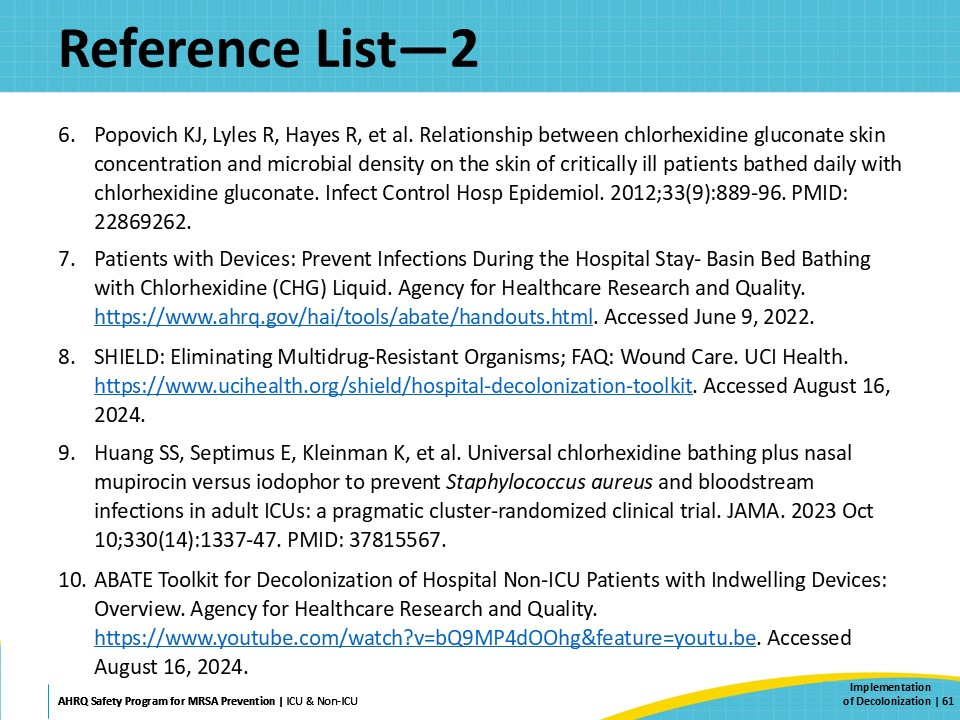 Reference List—2
6. Popovich KJ, Lyles R, Hayes R, et al. Relationship between chlorhexidine gluconate skin
concentration and microbial density on the skin of critically ill patients bathed daily with
chlorhexidine gluconate. Infect Control Hosp Epidemiol. 2012;33(9):889-96. PMID:
22869262.
7. Patients with Devices: Prevent Infections During the Hospital Stay- Basin Bed Bathing
with Chlorhexidine (CHG) Liquid. Agency for Healthcare Research and Quality.
https://www.ahrq.gov/hai/tools/abate/handouts.html. Accessed June 9, 2022.
8. SHIELD: Eliminating Multidrug-Resistant Organisms; FAQ: Wound Care. UCI Health.
https://www.ucihealth.org/shield/hospital-decolonization-toolkit. Accessed August 16,
2024.
9. Huang SS, Septimus E, Kleinman K, et al. Universal chlorhexidine bathing plus nasal
mupirocin versus iodophor to prevent Staphylococcus aureus and bloodstream
infections in adult ICUs: a pragmatic cluster-randomized clinical trial. JAMA. 2023 Oct
10;330(14):1337-47. PMID: 37815567.
10. ABATE Toolkit for Decolonization of Hospital Non-ICU Patients with Indwelling Devices:
Overview. Agency for Healthcare Research and Quality.
https://www.youtube.com/watch?v=bQ9MP4dOOhg&feature=youtu.be. Accessed
August 16, 2024.
AHRQ Safety Program for MRSA Prevention | ICU & Non-ICU
Implementation
of Decolonization | 61